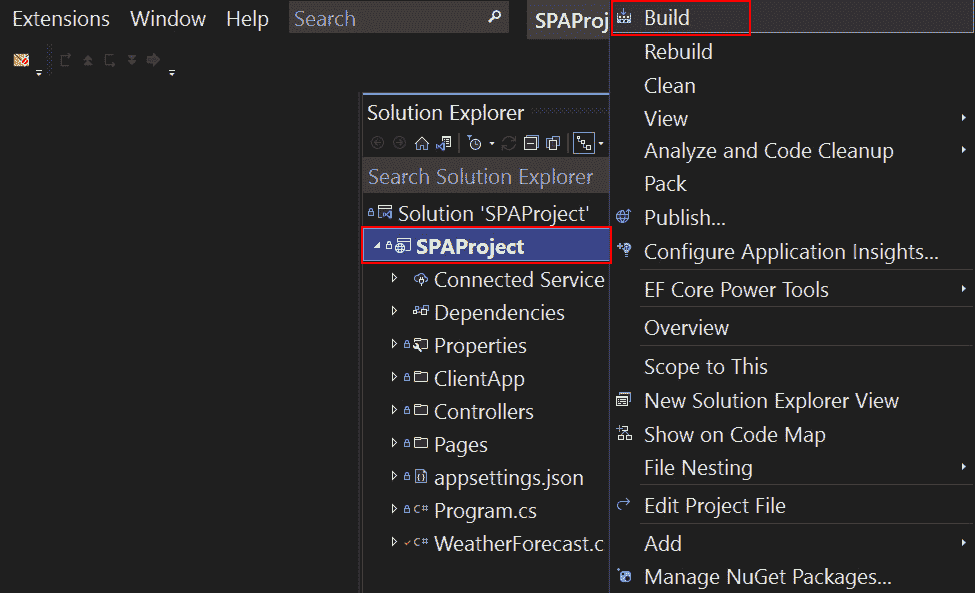 Extensions Window Help Search SPAProj
Solution Explorer
Search Solution Explorer
Solution 'SPAProject'
SPAProject
Connected Service
Dependencies
Properties
ClientApp
Controllers
Pages
appsettings.json
C# Program.cs
C# WeatherForecast.c
Build
Rebuild
Clean
View
Analyze and Code Cleanup
Pack
Publish...
Configure Application Insights...
EF Core Power Tools
Overview
Scope to This
New Solution Explorer View
Show on Code Map
File Nesting
Edit Project File
Add
Manage NuGet Packages...